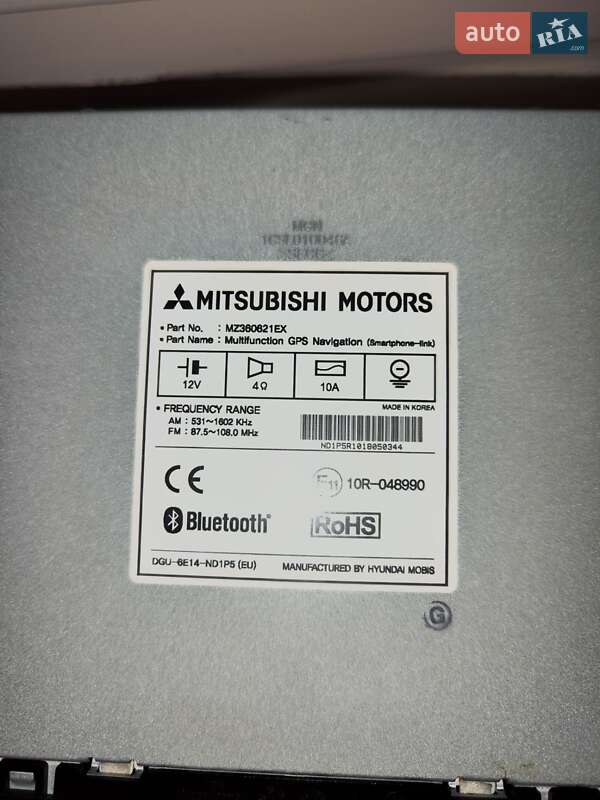 auto RIA .com
MGM
MITSUBISHI MOTORS
• Part No. : MZ360621EX
• Part Name : Multifunction GPS Navigation (Smartphone-link)
12V 4Ω 10A
• FREQUENCY RANGE
MADE IN KOREA
AM : 531~1602 KHz
FM : 87.5~108.0 MHz
ND1P5R1018050344
CE E11 10R-048990
Bluetooth® RoHS
DGU-6E14-ND1P5 (EU) MANUFACTURED BY HYUNDAI MOBIS
G